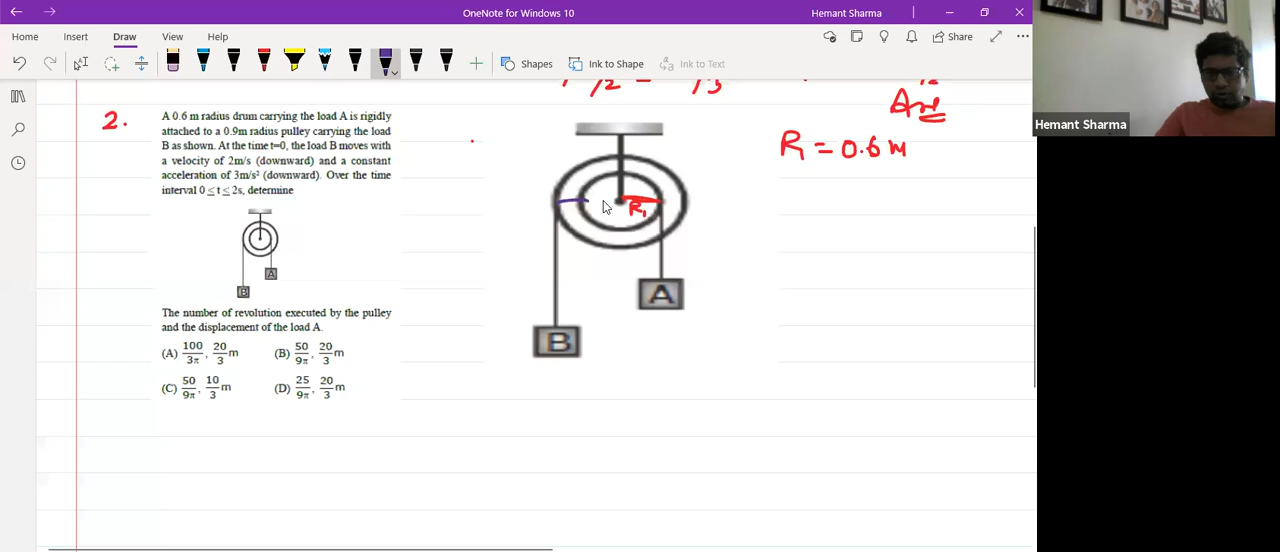 OneNote for Windows 10
Hemant Sharma
Home Insert Draw View Help
Share
Shapes Ink to Shape Ink to Text
Ans
2.
A 0.6 m radius drum carrying the load A is rigidly
attached to a 0.9m radius pulley carrying the load
B as shown. At the time t=0, the load B moves with
a velocity of 2m/s (downward) and a constant
acceleration of 3m/s² (downward). Over the time
interval 0 ≤ t ≤ 2s, determine
A
B
The number of revolution executed by the pulley
and the displacement of the load A.
(A) 100/3π, 20/3 m (B) 50/9π, 20/3 m
(C) 50/9π, 10/3 m (D) 25/9π, 20/3 m
R₁ = 0.6 m
R₁
A
B
Hemant Sharma